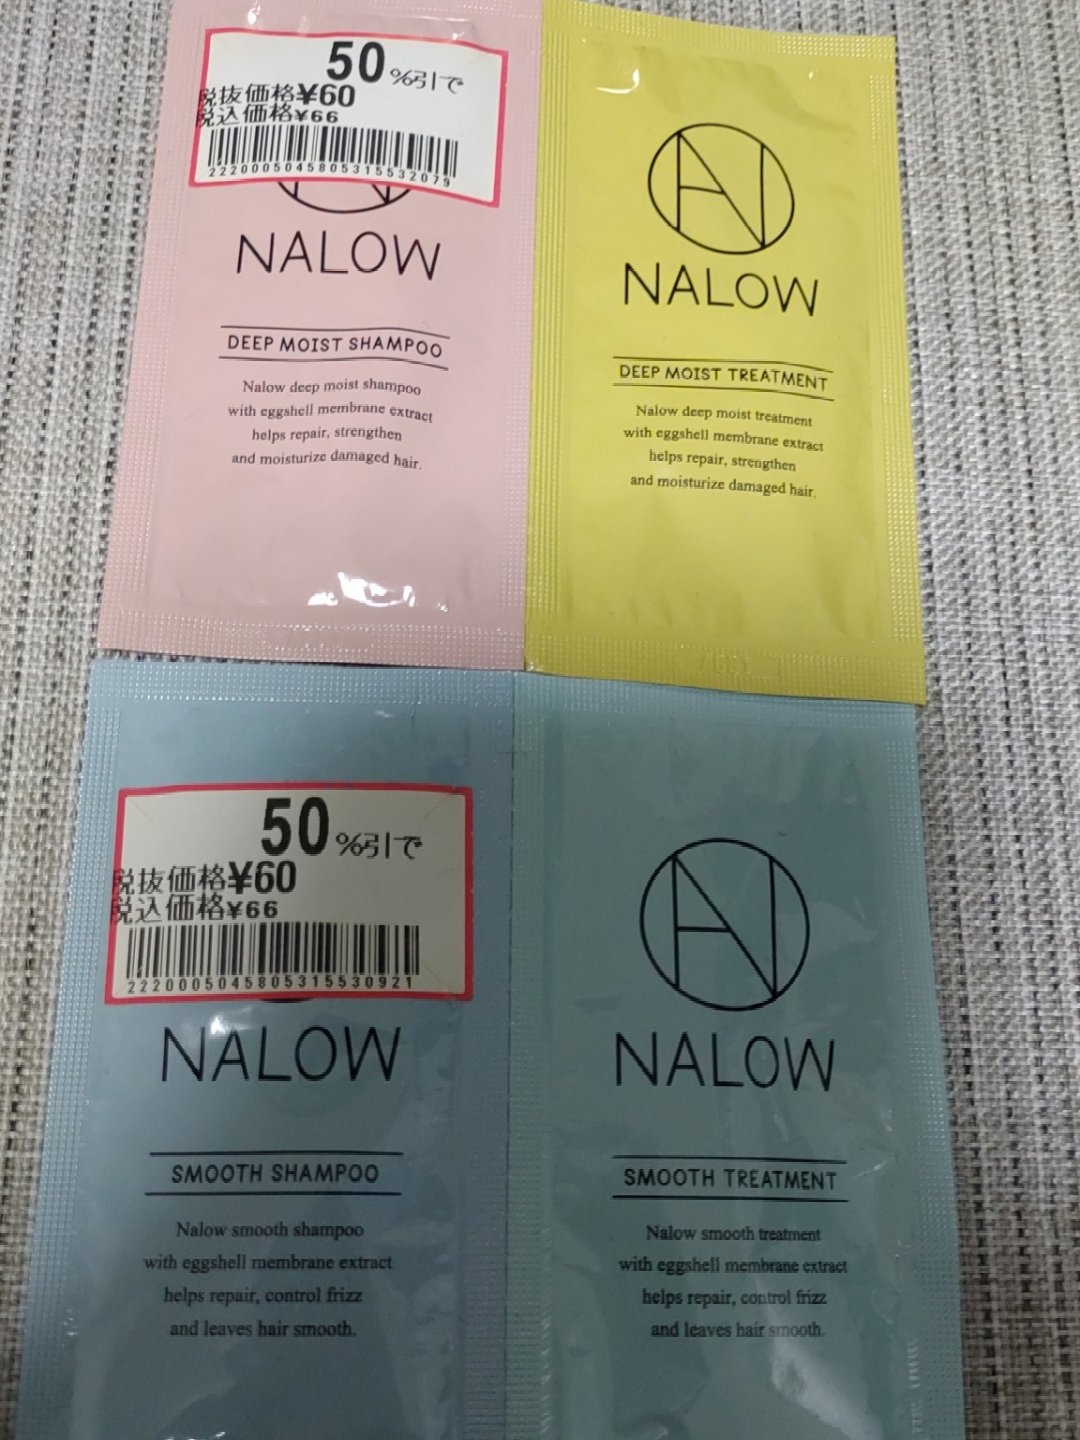 50%引で
税抜価格¥60
税込価格¥66
2220005045805315532079
NALOW
DEEP MOIST SHAMPOO
Nalow deep moist shampoo
with eggshell membrane extract
helps repair, strengthen
and moisturize damaged hair.
NALOW
DEEP MOIST TREATMENT
Nalow deep moist treatment
with eggshell membrane extract
helps repair, strengthen
and moisturize damaged hair.
50%引で
税抜価格¥60
税込価格¥66
2220005045805315530921
NALOW
SMOOTH SHAMPOO
Nalow smooth shampoo
with eggshell membrane extract
helps repair, control frizz
and leaves hair smooth.
NALOW
SMOOTH TREATMENT
Nalow smooth treatment
with eggshell membrane extract
helps repair, control frizz
and leaves hair smooth.